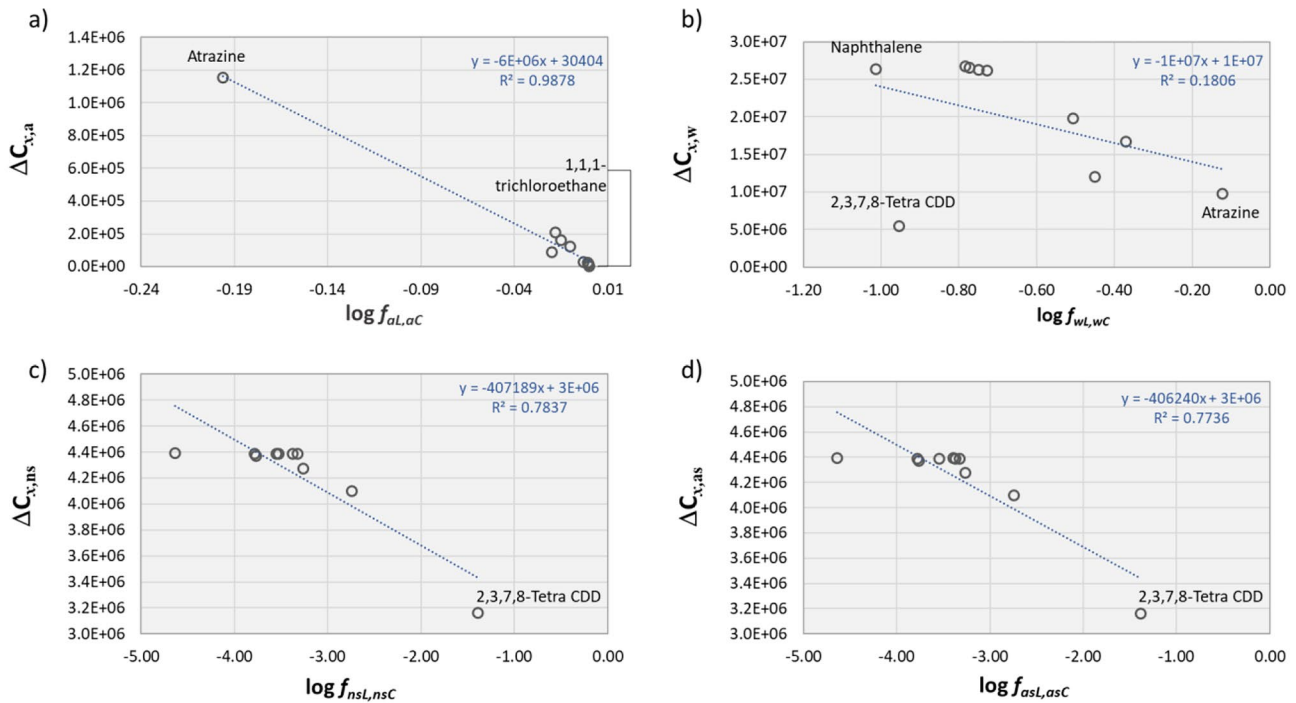 a)
ΔCx,a
1.4E+06
1.2E+06
1.0E+06
8.0E+05
6.0E+05
4.0E+05
2.0E+05
0.0E+00
Atrazine
y = -6E+06x + 30404
R² = 0.9878
1,1,1-
trichloroethane
-0.24 -0.19 -0.14 -0.09 -0.04 0.01
log faL,aC
b)
ΔCx,w
3.0E+07
2.5E+07
2.0E+07
1.5E+07
1.0E+07
5.0E+06
0.0E+00
Naphthalene
y = -1E+07x + 1E+07
R² = 0.1806
2,3,7,8-Tetra CDD
Atrazine
-1.20 -1.00 -0.80 -0.60 -0.40 -0.20 0.00
log fwL,wC
c)
ΔCx,ns
5.0E+06
4.8E+06
4.6E+06
4.4E+06
4.2E+06
4.0E+06
3.8E+06
3.6E+06
3.4E+06
3.2E+06
3.0E+06
y = -407189x + 3E+06
R² = 0.7837
2,3,7,8-Tetra CDD
-5.00 -4.00 -3.00 -2.00 -1.00 0.00
log fnsL,nsC
d)
ΔCx,as
5.0E+06
4.8E+06
4.6E+06
4.4E+06
4.2E+06
4.0E+06
3.8E+06
3.6E+06
3.4E+06
3.2E+06
3.0E+06
y = -406240x + 3E+06
R² = 0.7736
2,3,7,8-Tetra CDD
-5.00 -4.00 -3.00 -2.00 -1.00 0.00
log fasL,asC